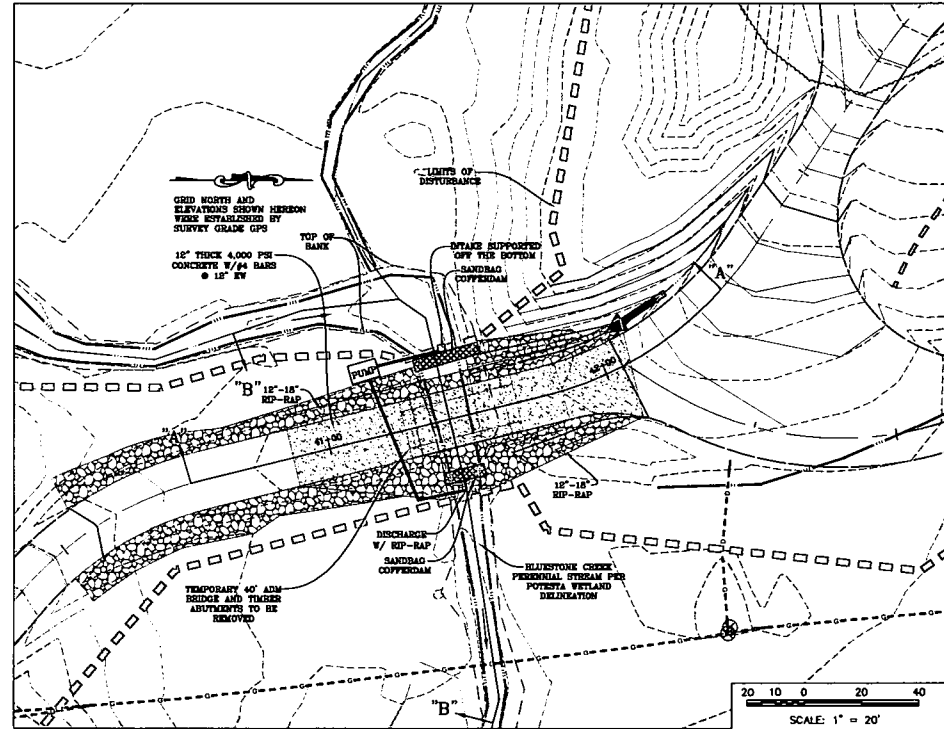 LIMITS OF
DISTURBANCE
GRID NORTH AND
ELEVATIONS SHOWN HEREON
WERE ESTABLISHED BY
SURVEY GRADE GPS
TOP OF
BANK
INTAKE SUPPORTED
OFF THE BOTTOM
12" THICK 4,000 PSI
CONCRETE W/#4 BARS
@ 12" EW
SANDBAG
COFFERDAM
"A"
PUMP
"B"
12"-18"
RIP-RAP
42+00
"A"
41+00
12"-18"
RIP-RAP
DISCHARGE
W/ RIP-RAP
SANDBAG
COFFERDAM
BLUESTONE CREEK
PERENNIAL STREAM PER
POTESTA WETLAND
DELINEATION
TEMPORARY 40' ADM
BRIDGE AND TIMBER
ABUTMENTS TO BE
REMOVED
"B"
20 10 0 20 40
SCALE: 1" = 20'